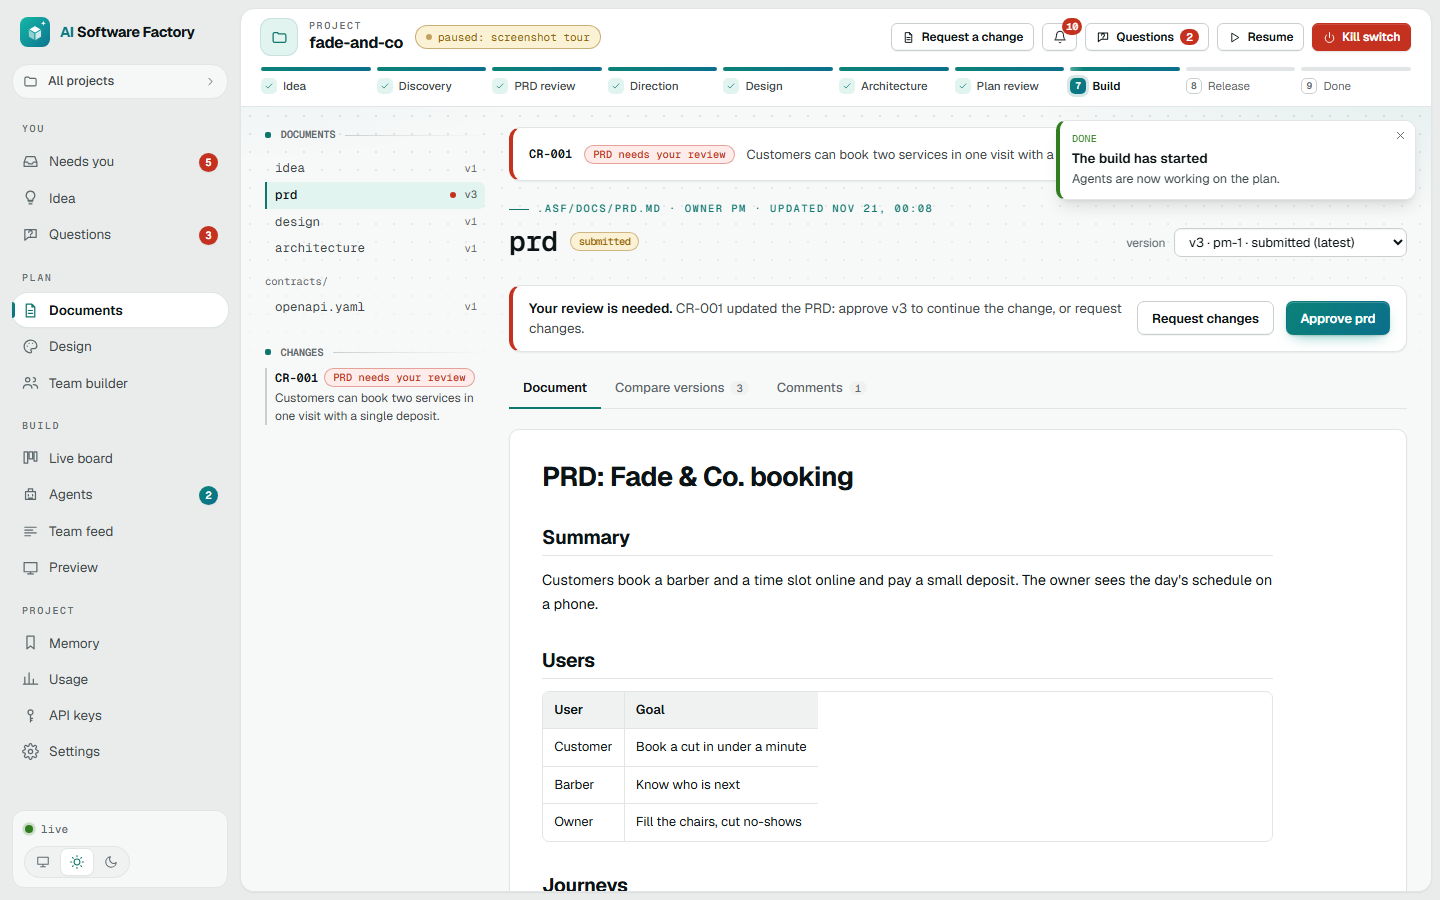 AI Software Factory
All projects
YOU
Needs you 5
Idea
Questions 3
PLAN
Documents
Design
Team builder
BUILD
Live board
Agents 2
Team feed
Preview
PROJECT
Memory
Usage
API keys
Settings
live
PROJECT
fade-and-co
paused: screenshot tour
Request a change
10
Questions 2
Resume
Kill switch
Idea
Discovery
PRD review
Direction
Design
Architecture
Plan review
7 Build
8 Release
9 Done
DOCUMENTS
idea v1
prd v3
design v1
architecture v1
contracts/
openapi.yaml v1
CHANGES
CR-001 PRD needs your review
Customers can book two services in
one visit with a single deposit.
CR-001 PRD needs your review Customers can book two services in one visit with a
DONE
The build has started
Agents are now working on the plan.
.ASF/DOCS/PRD.MD · OWNER PM · UPDATED NOV 21, 00:08
prd submitted
version v3 · pm-1 · submitted (latest)
Your review is needed. CR-001 updated the PRD: approve v3 to continue the change, or request
changes.
Request changes
Approve prd
Document
Compare versions 3
Comments 1
PRD: Fade & Co. booking
Summary
Customers book a barber and a time slot online and pay a small deposit. The owner sees the day's schedule on
a phone.
Users
User Goal
Customer Book a cut in under a minute
Barber Know who is next
Owner Fill the chairs, cut no-shows
Journeys